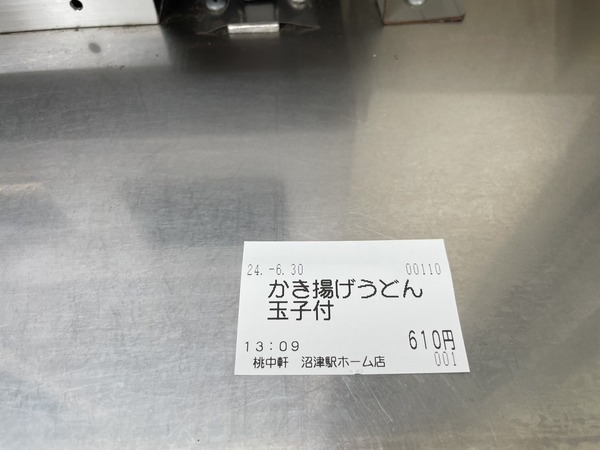 24.-6.30 00110
かき揚げうどん
玉子付
13:09 610円
桃中軒 沼津駅ホーム店 001